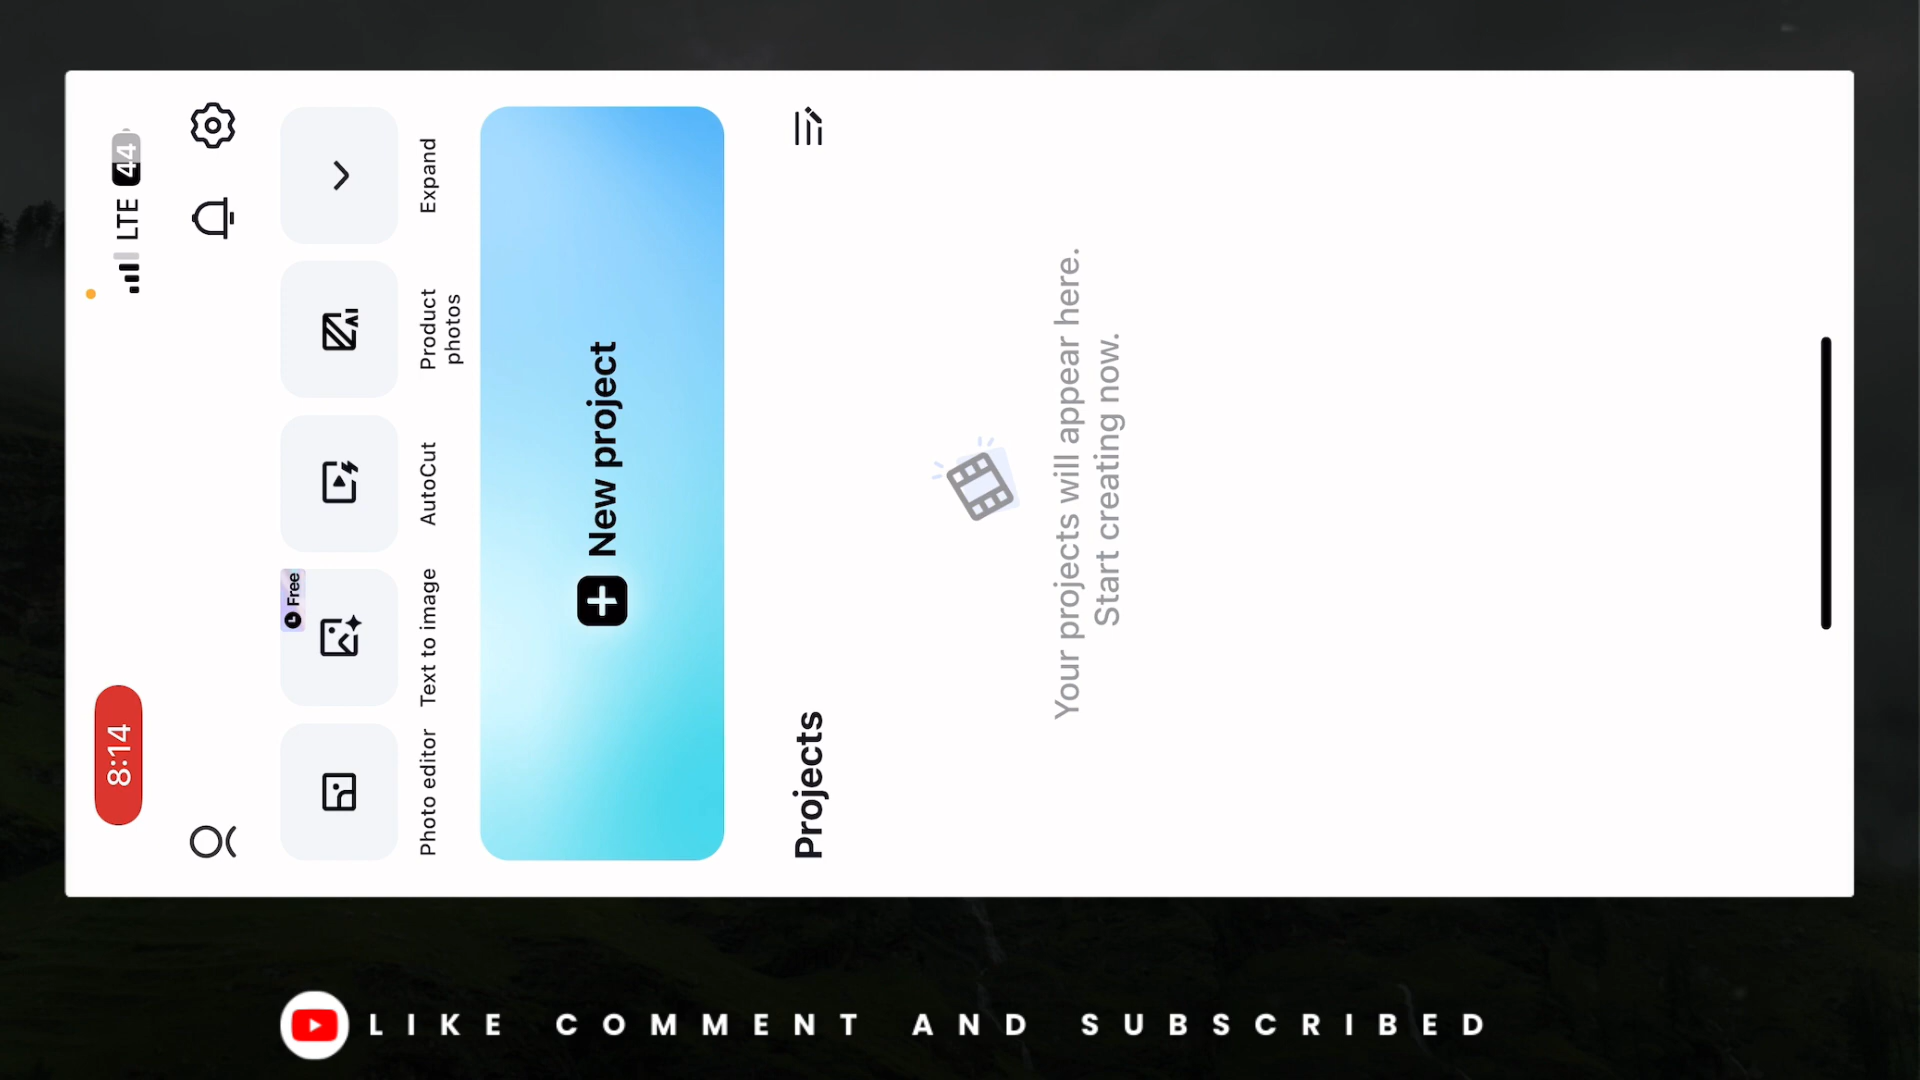 8:14
LTE 44
Photo editor
Free
Text to image
AutoCut
Product
photos
Expand
New project
Projects
Your projects will appear here.
Start creating now.
LIKE COMMENT AND SUBSCRIBED